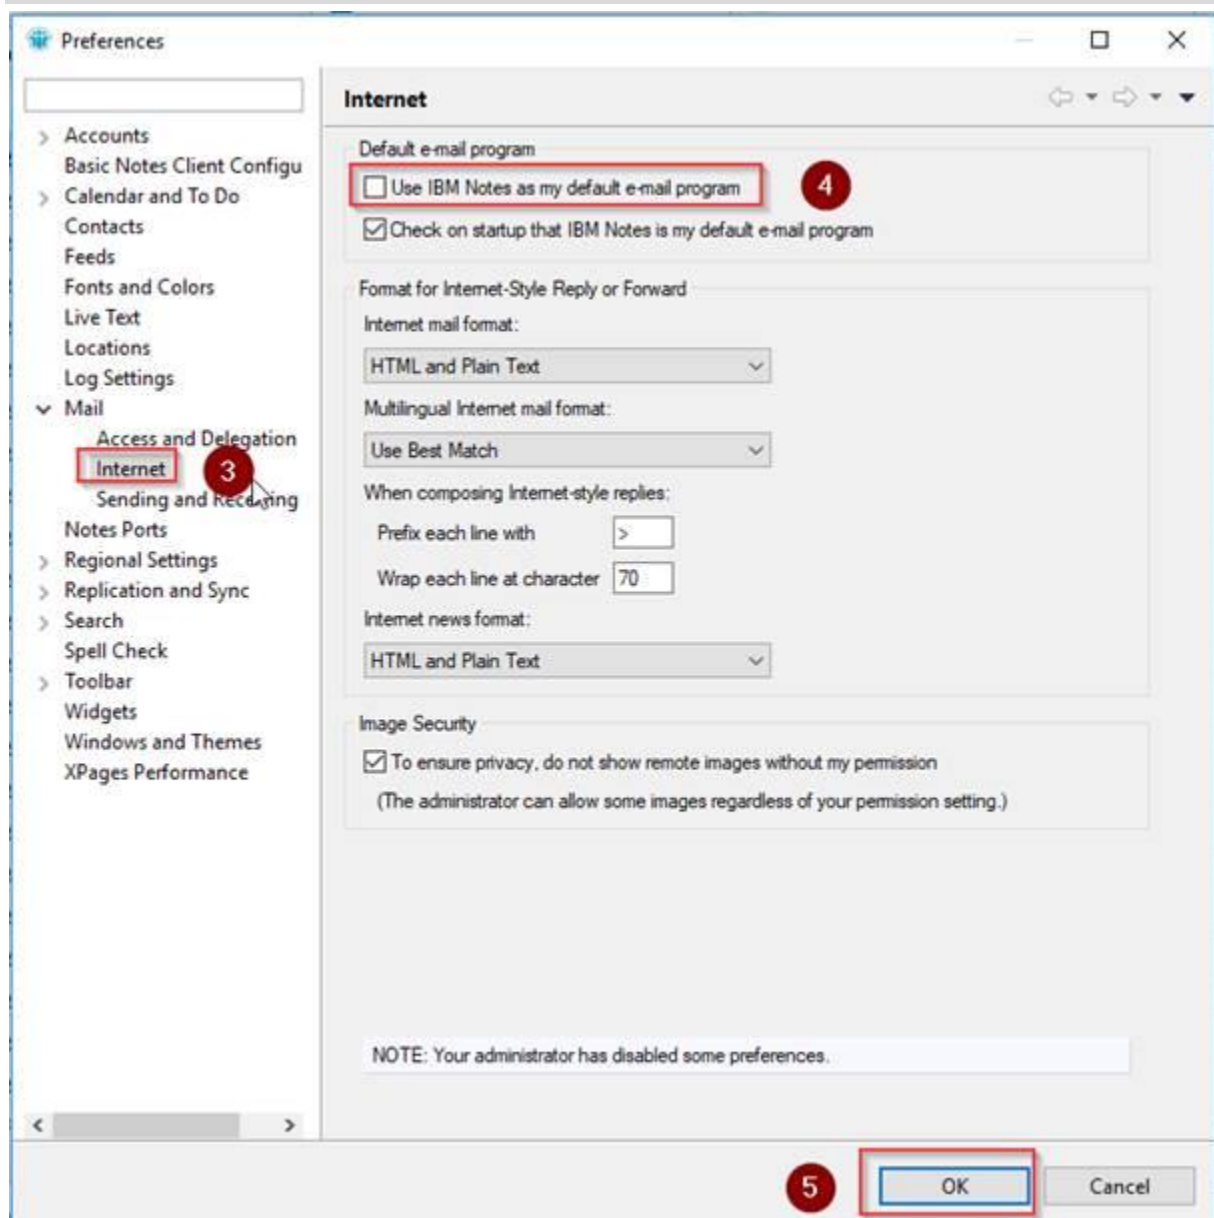 Preferences
Internet
Accounts
Basic Notes Client Configu
Calendar and To Do
Contacts
Feeds
Fonts and Colors
Live Text
Locations
Log Settings
Mail
Access and Delegation
Internet
3
Sending and Receiving
Notes Ports
Regional Settings
Replication and Sync
Search
Spell Check
Toolbar
Widgets
Windows and Themes
XPages Performance
Default e-mail program
Use IBM Notes as my default e-mail program
4
Check on startup that IBM Notes is my default e-mail program
Format for Internet-Style Reply or Forward
Internet mail format:
HTML and Plain Text
Multilingual Internet mail format:
Use Best Match
When composing Internet-style replies:
Prefix each line with >
Wrap each line at character 70
Internet news format:
HTML and Plain Text
Image Security
To ensure privacy, do not show remote images without my permission
(The administrator can allow some images regardless of your permission setting.)
NOTE: Your administrator has disabled some preferences.
5
OK
Cancel